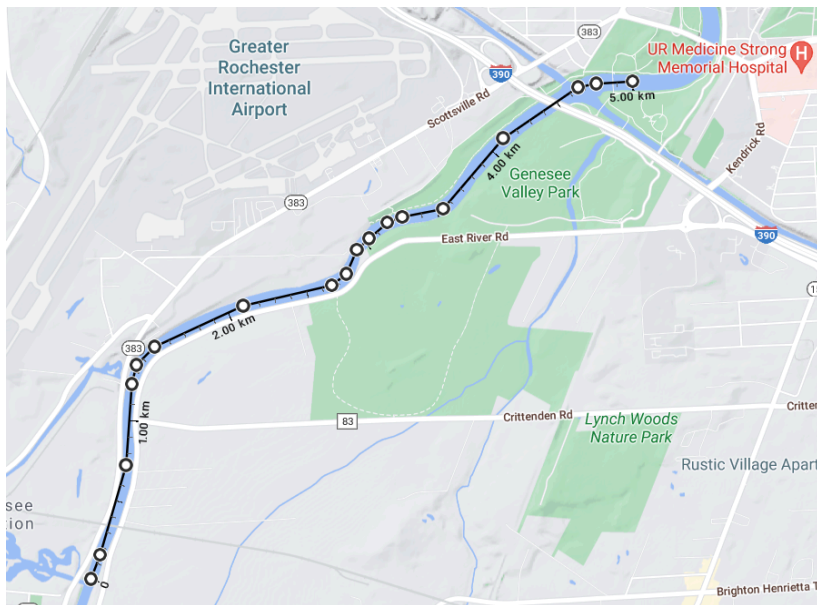 383
Greater
Rochester
International
Airport
UR Medicine Strong
Memorial Hospital
H
390
5.00 km
Scottsville Rd
Kendrick Rd
4.00 km
Genesee
Valley Park
383
390
East River Rd
2.00 km
383
1.00 km
83
Crittenden Rd
Lynch Woods
Nature Park
Rustic Village Apart
see
ion
0
Brighton Henrietta T